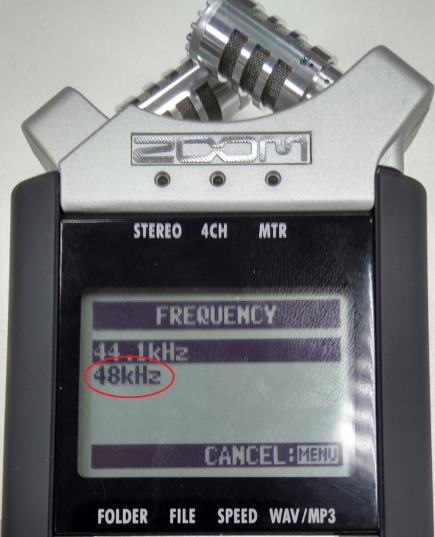 ZOOM
STEREO 4CH MTR
FREQUENCY
44.1kHz
48kHz
CANCEL:MENU
FOLDER FILE SPEED WAV/MP3